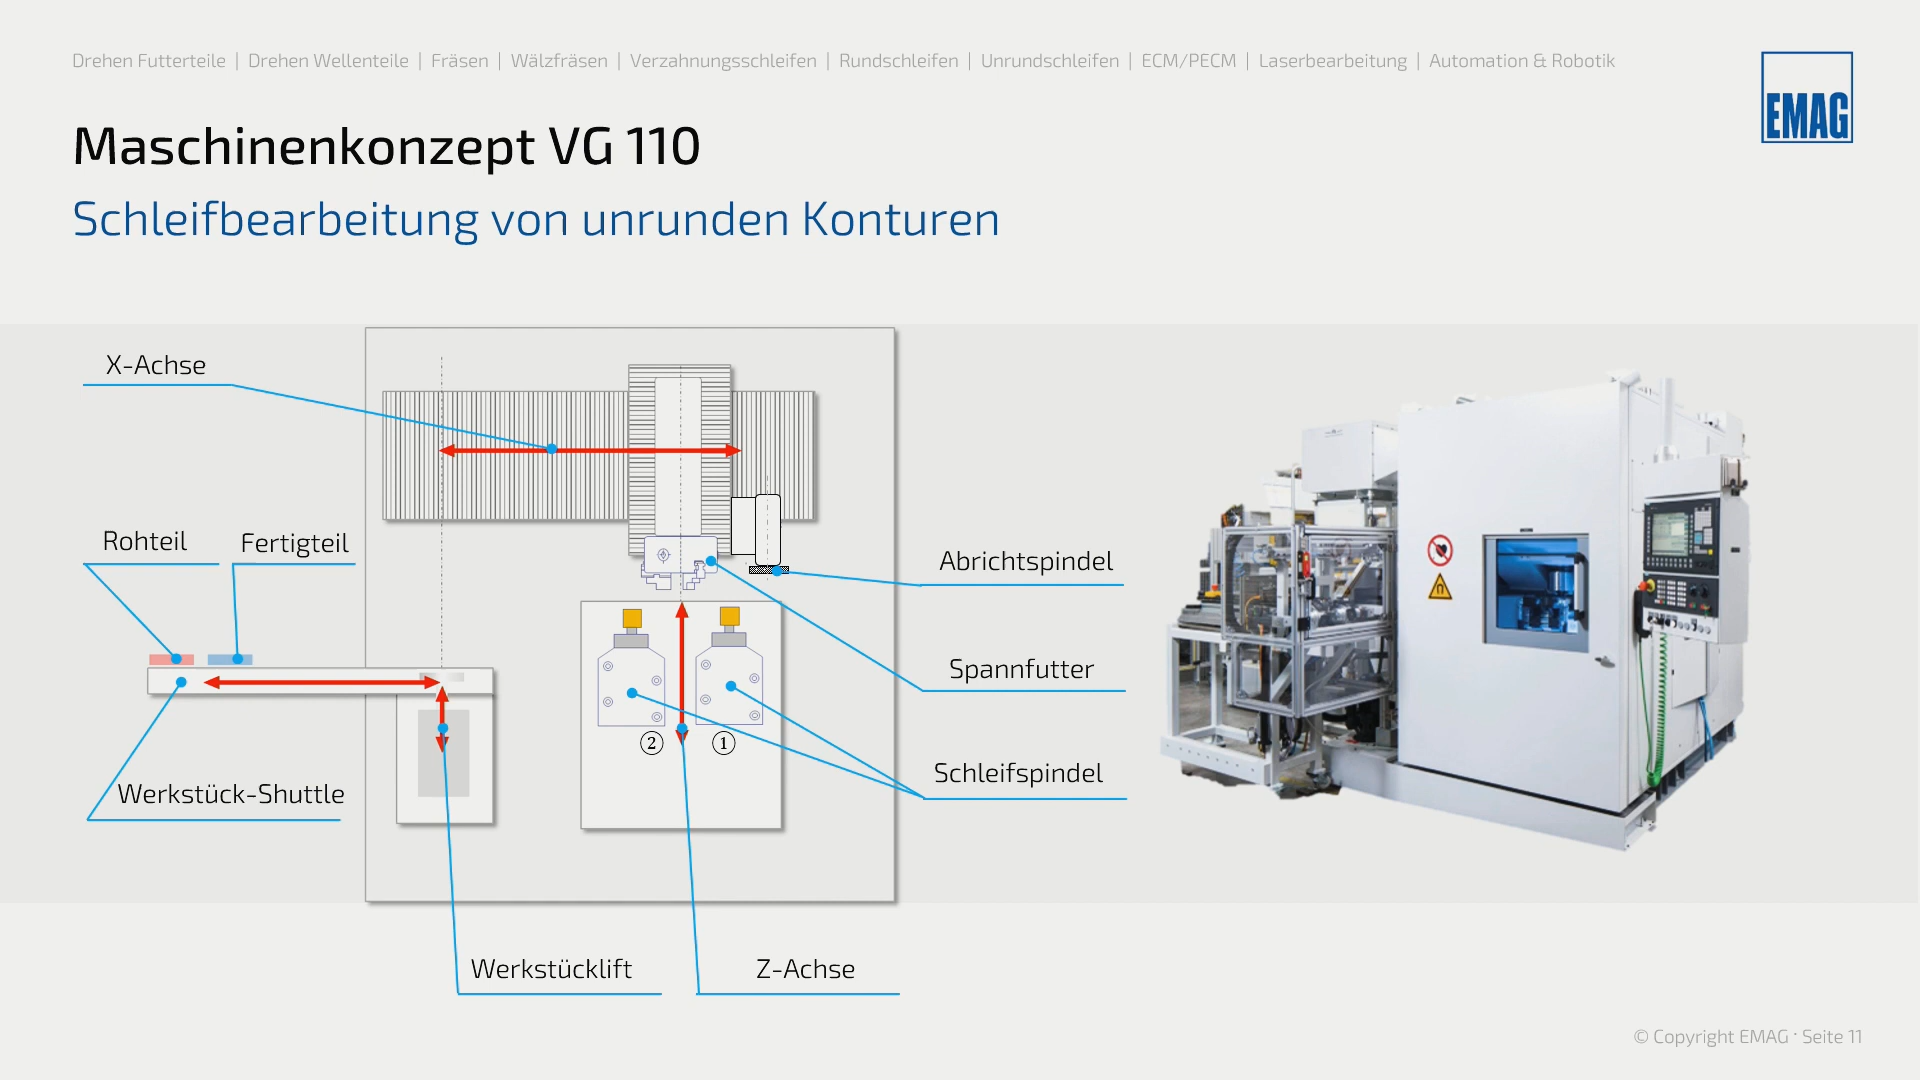 Drehen Futterteile | Drehen Wellenteile | Fräsen | Wälzfräsen | Verzahnungsschleifen | Rundschleifen | Unrundschleifen | ECM/PECM | Laserbearbeitung | Automation & Robotik
EMAG
Maschinenkonzept VG 110
Schleifbearbeitung von unrunden Konturen
X-Achse
Rohteil
Fertigteil
Abrichtspindel
Spannfutter
② ①
Schleifspindel
Werkstück-Shuttle
Werkstücklift
Z-Achse
© Copyright EMAG · Seite 11